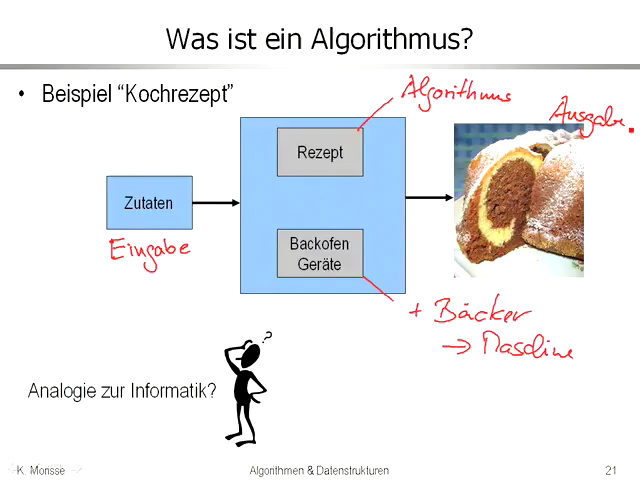 Was ist ein Algorithmus?
• Beispiel “Kochrezept”
Algorithmus
Ausgabe.
Rezept
Zutaten
Eingabe
Backofen
Geräte
+ Bäcker
→ Maschine
?
Analogie zur Informatik?
K. Morisse
Algorithmen & Datenstrukturen
21